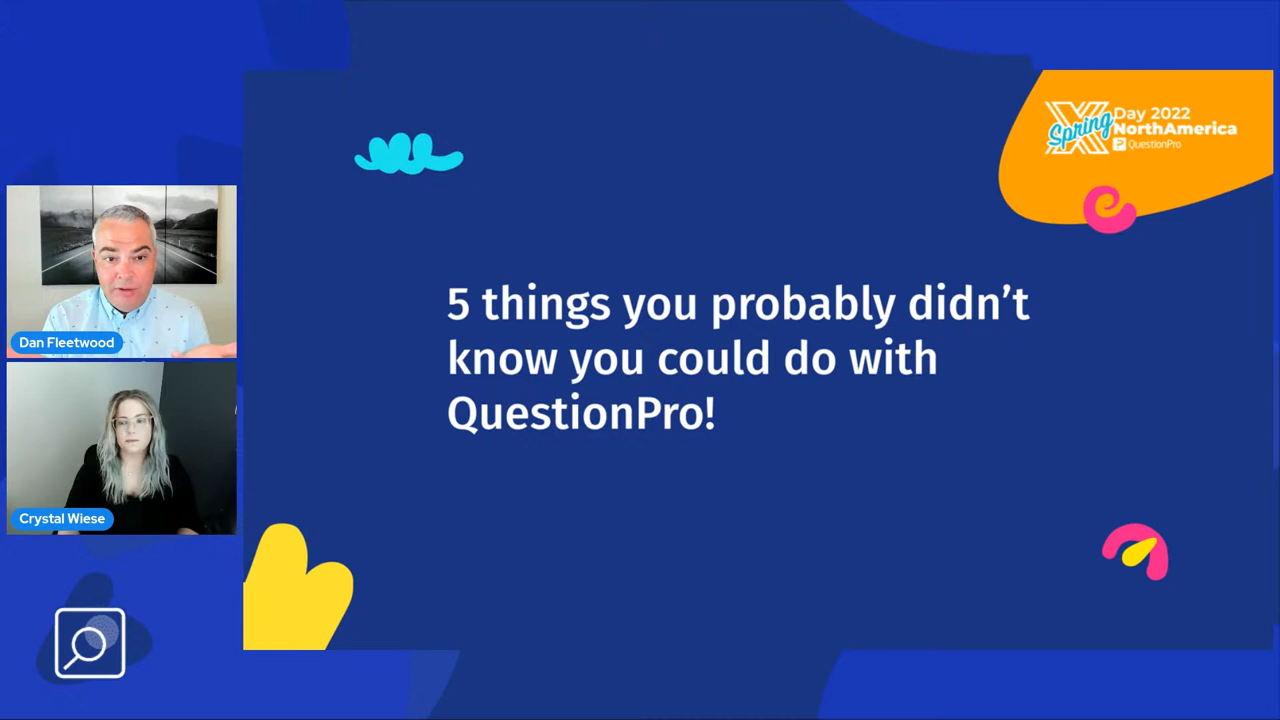 Day 2022
Spring NorthAmerica
QuestionPro
5 things you probably didn’t
know you could do with
QuestionPro!
Dan Fleetwood
Crystal Wiese